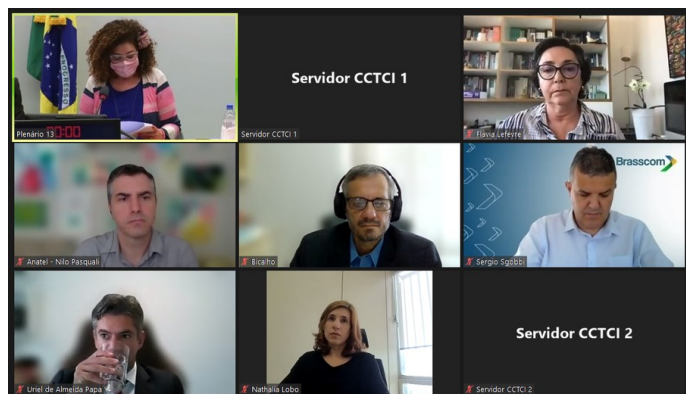 Servidor CCTCI 1
Plenário 13
Servidor CCTCI 1
Flávia Lefevre
Brasscom
Anatel - Nilo Pasquali
Bicalho
Sergio Sgobbi
Servidor CCTCI 2
Uriel de Almeida Papa
Nathalia Lobo
Servidor CCTCI 2